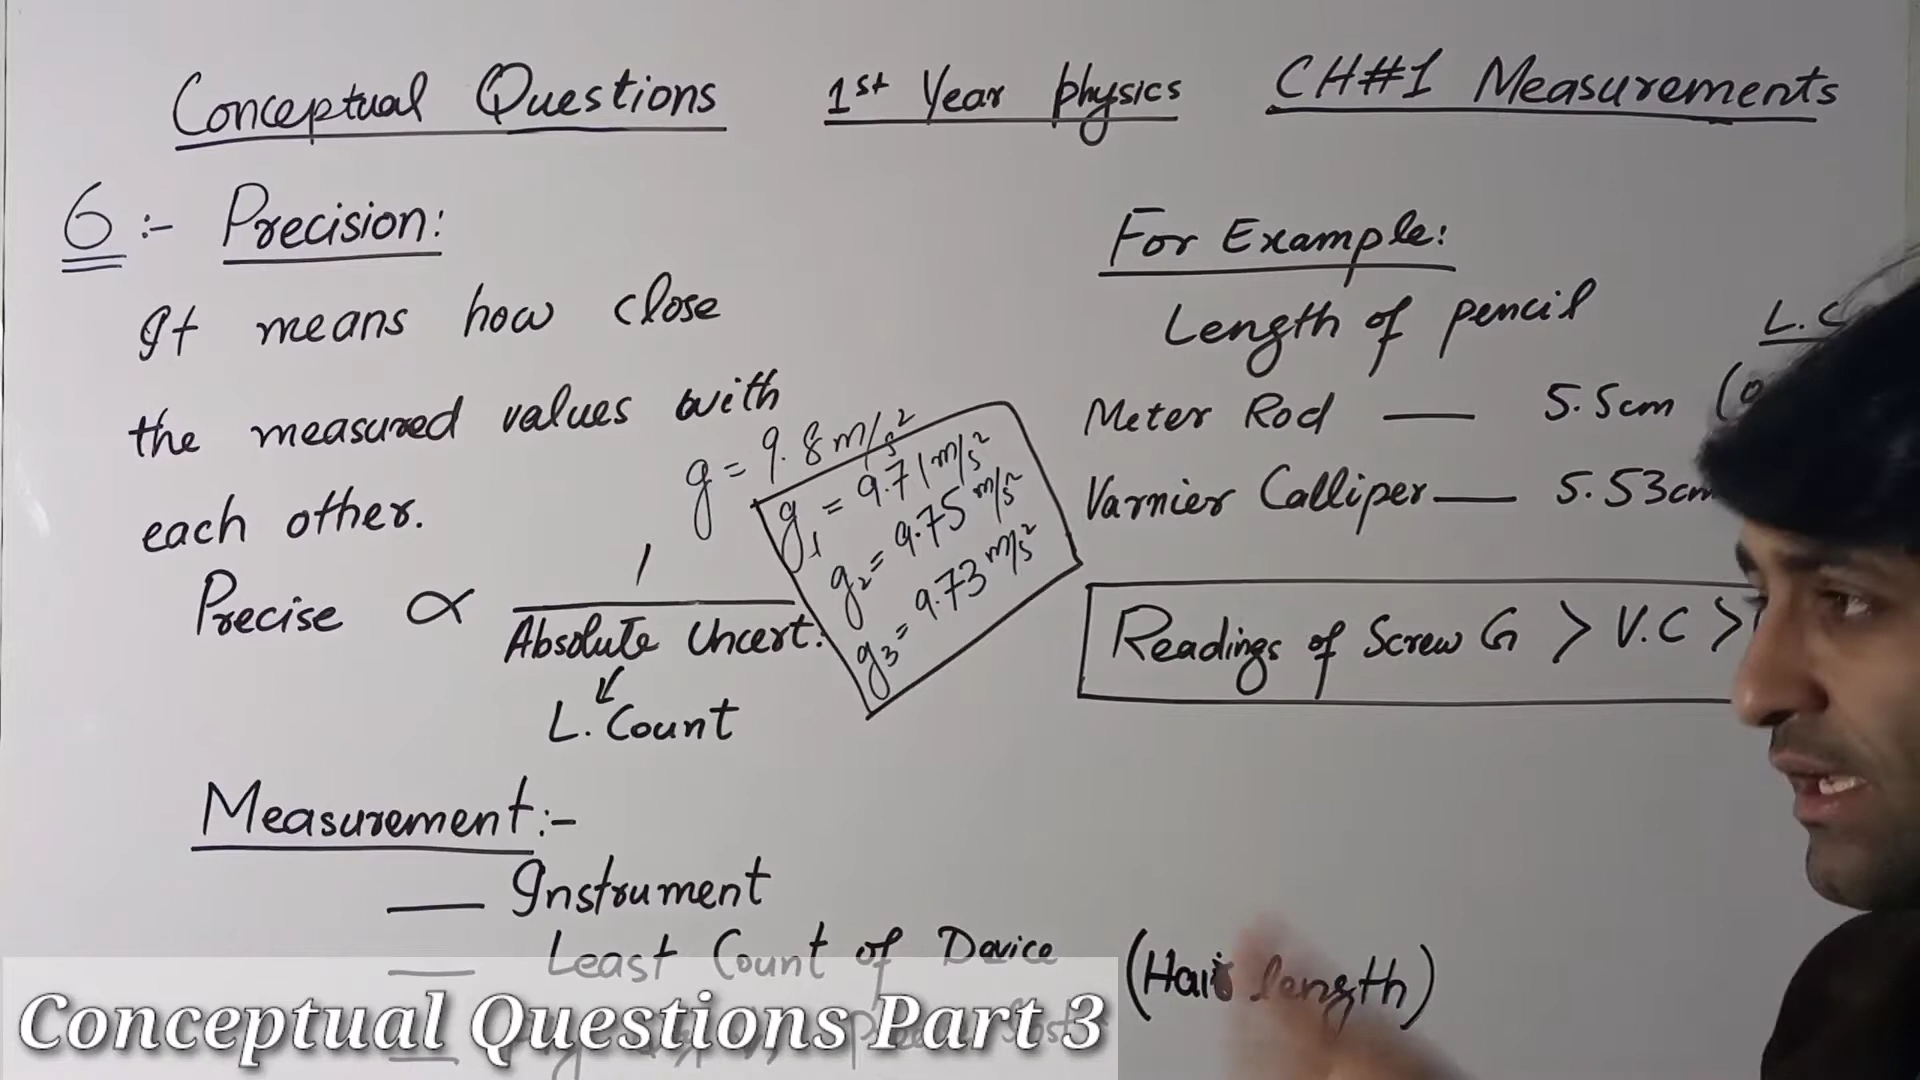 Conceptual Questions 1st Year physics CH#1 Measurements
6:- Precision:
It means how close
the measured values with
each other.
Precise ∝ 1 / Absolute Uncert.
L. Count
g = 9.8 m/s²
g₁ = 9.71 m/s²
g₂ = 9.75 m/s²
g₃ = 9.73 m/s²
Measurement:-
— Instrument
— Least Count of Device (Hair length)
For Example:
Length of pencil L.C
Meter Rod — 5.5cm (0
Varnier Calliper — 5.53cm
Readings of Screw G > V.C >
Conceptual Questions Part 3